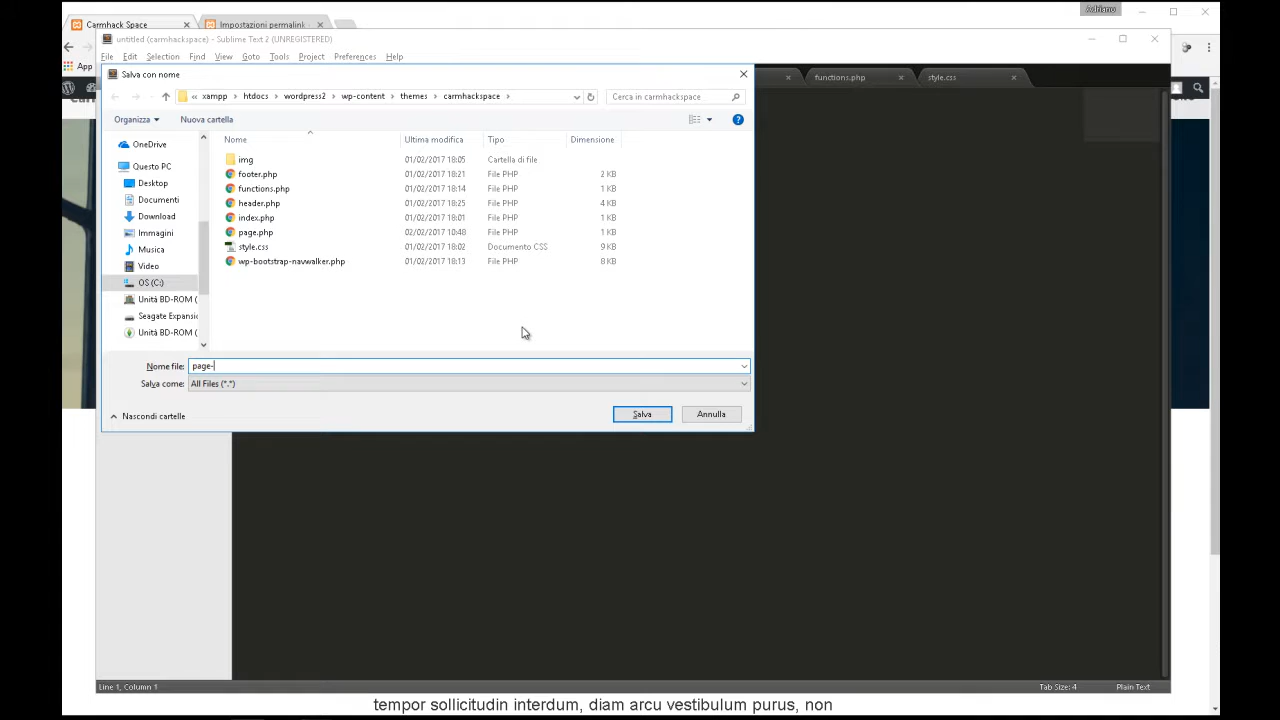 Adriano
Carmhack Space
Impostazioni permalink
untitled (carmhackspace) - Sublime Text 2 (UNREGISTERED)
File Edit Selection Find View Goto Tools Project Preferences Help
App
Salva con nome
functions.php
style.css
« xampp › htdocs › wordpress2 › wp-content › themes › carmhackspace ›
Cerca in carmhackspace
Organizza
Nuova cartella
Nome Ultima modifica Tipo Dimensione
OneDrive
Questo PC
Desktop
Documenti
Download
Immagini
Musica
Video
OS (C:)
Unità BD-ROM (
Seagate Expansi
Unità BD-ROM (
img 01/02/2017 18:05 Cartella di file
footer.php 01/02/2017 18:21 File PHP 2 KB
functions.php 01/02/2017 18:14 File PHP 1 KB
header.php 01/02/2017 18:25 File PHP 4 KB
index.php 01/02/2017 18:01 File PHP 1 KB
page.php 02/02/2017 10:48 File PHP 1 KB
style.css 01/02/2017 18:02 Documento CSS 9 KB
wp-bootstrap-navwalker.php 01/02/2017 18:13 File PHP 8 KB
Nome file: page-
Salva come: All Files (*.*)
Nascondi cartelle
Salva
Annulla
Line 1, Column 1
Tab Size: 4
Plain Text
tempor sollicitudin interdum, diam arcu vestibulum purus, non